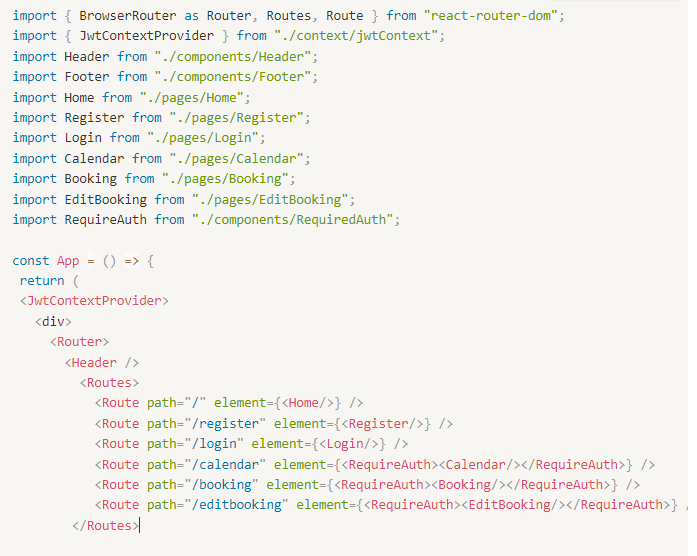 import { BrowserRouter as Router, Routes, Route } from "react-router-dom";
import { JwtContextProvider } from "./context/jwtContext";
import Header from "./components/Header";
import Footer from "./components/Footer";
import Home from "./pages/Home";
import Register from "./pages/Register";
import Login from "./pages/Login";
import Calendar from "./pages/Calendar";
import Booking from "./pages/Booking";
import EditBooking from "./pages/EditBooking";
import RequireAuth from "./components/RequiredAuth";

const App = () => {
 return (
 <JwtContextProvider>
   <div>
     <Router>
       <Header />
         <Routes>
           <Route path="/" element={<Home/>} />
           <Route path="/register" element={<Register/>} />
           <Route path="/login" element={<Login/>} />
           <Route path="/calendar" element={<RequireAuth><Calendar/></RequireAuth>} />
           <Route path="/booking" element={<RequireAuth><Booking/></RequireAuth>} />
           <Route path="/editbooking" element={<RequireAuth><EditBooking/></RequireAuth>} /
        </Routes>